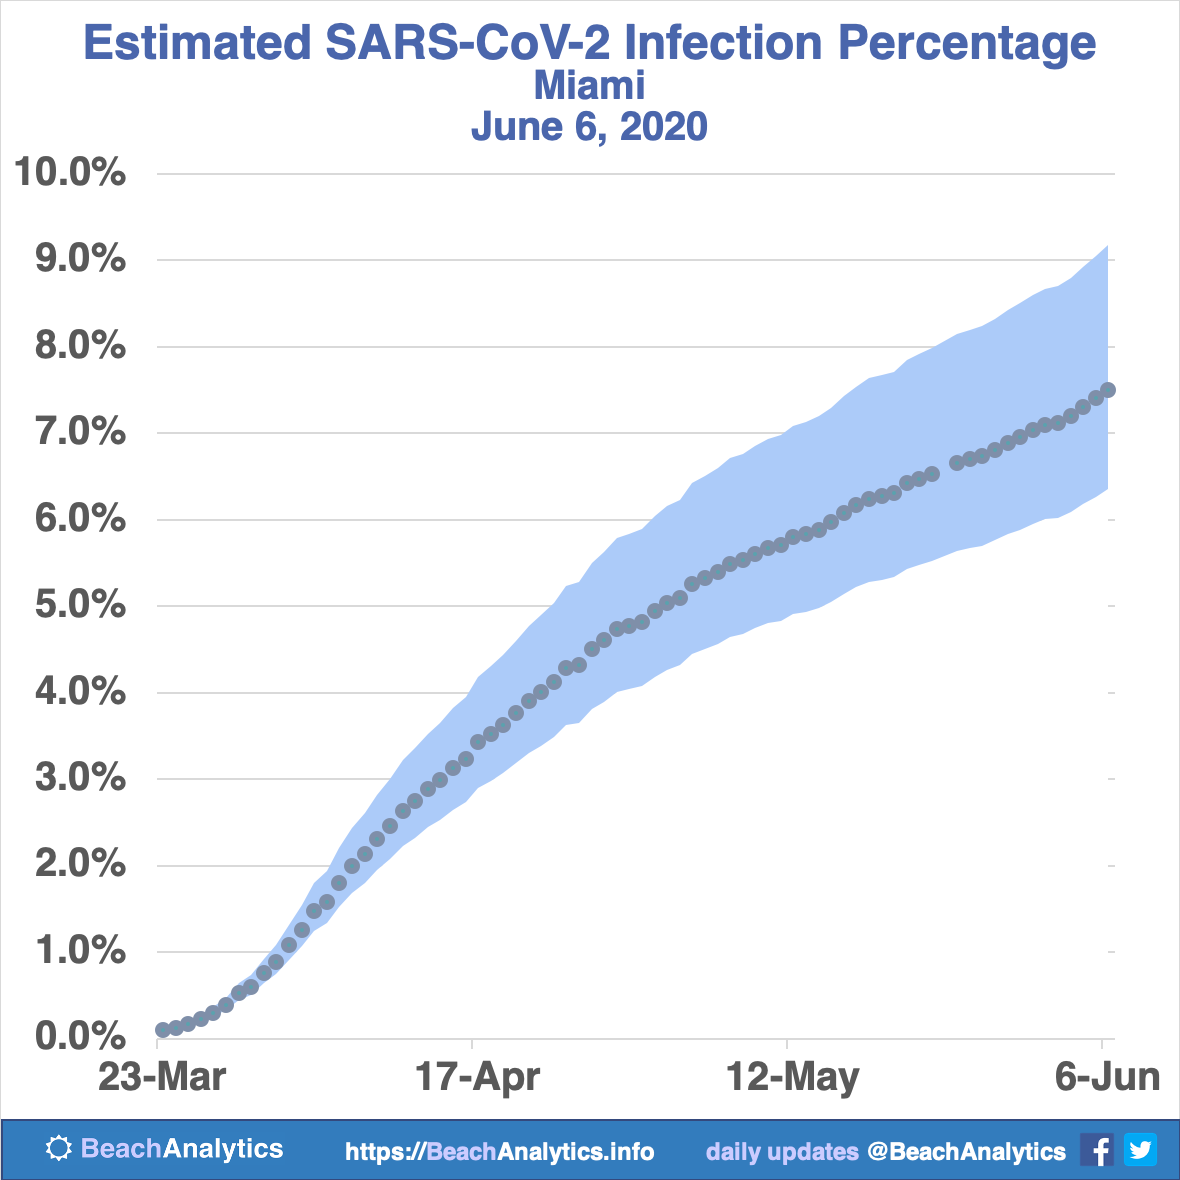 Estimated SARS-CoV-2 Infection Percentage
Miami
June 6, 2020
10.0%
9.0%
8.0%
7.0%
6.0%
5.0%
4.0%
3.0%
2.0%
1.0%
0.0%
23-Mar 17-Apr 12-May 6-Jun
BeachAnalytics https://BeachAnalytics.info daily updates @BeachAnalytics f